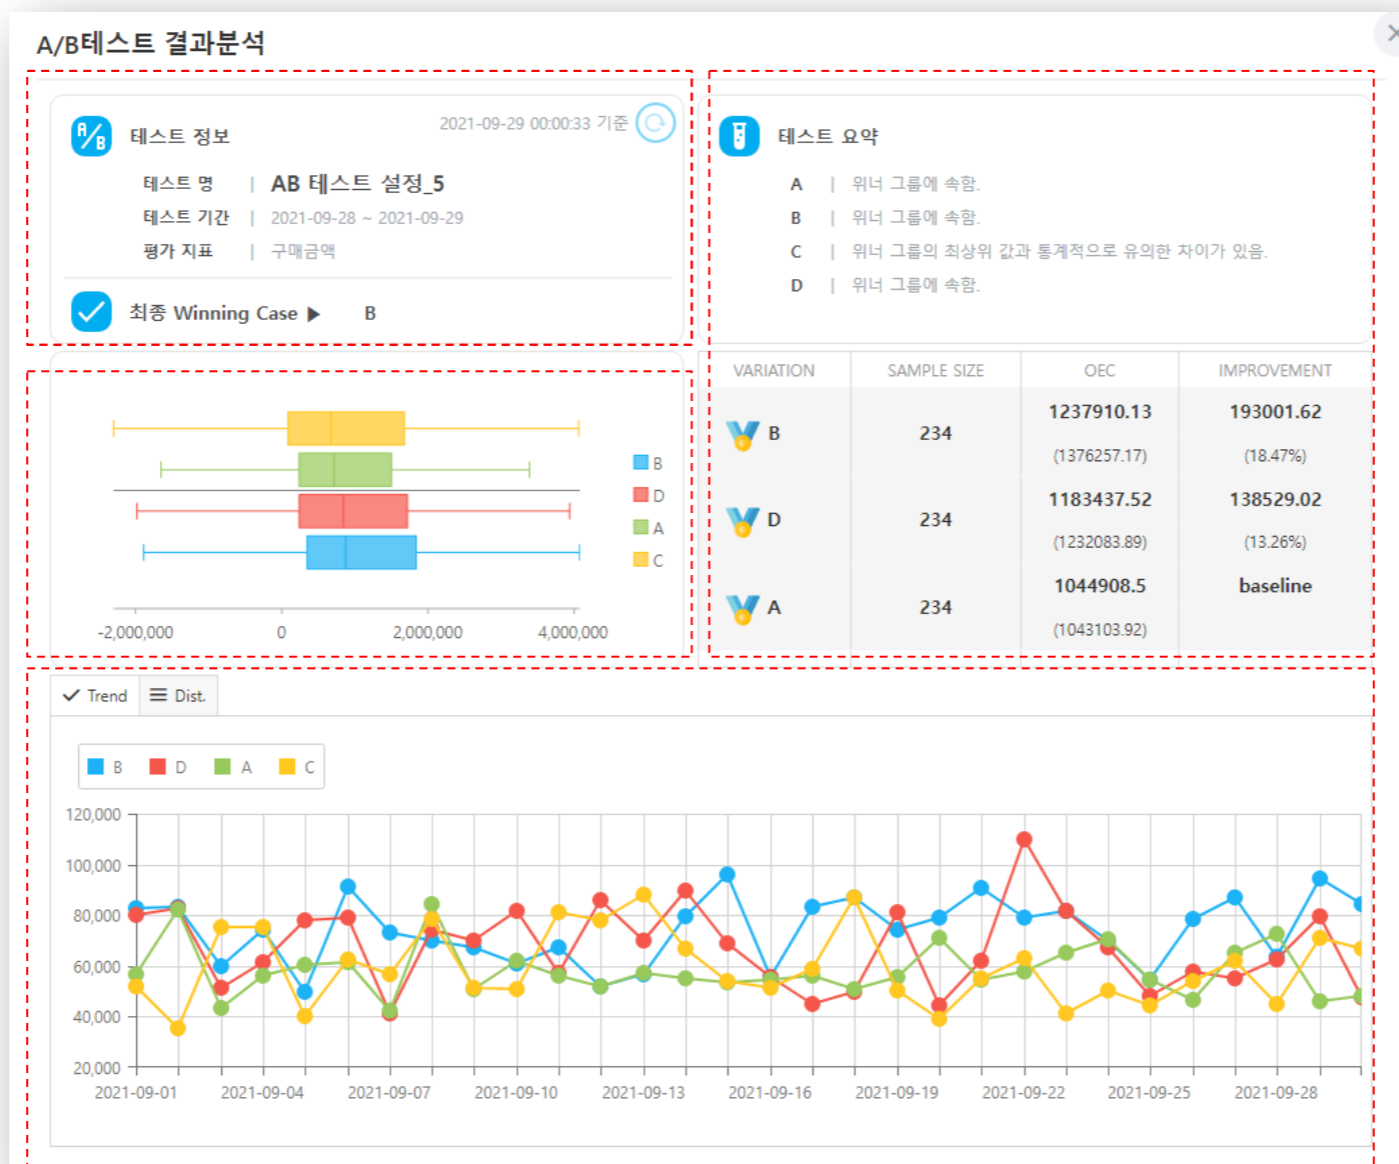 A/B테스트 결과분석
테스트 정보
2021-09-29 00:00:33 기준
테스트 명 | AB 테스트 설정_5
테스트 기간 | 2021-09-28 ~ 2021-09-29
평가 지표 | 구매금액
최종 Winning Case ▶ B
테스트 요약
A | 위너 그룹에 속함.
B | 위너 그룹에 속함.
C | 위너 그룹의 최상위 값과 통계적으로 유의한 차이가 있음.
D | 위너 그룹에 속함.
B
D
A
C
-2,000,000 0 2,000,000 4,000,000
VARIATION SAMPLE SIZE OEC IMPROVEMENT
B 234 1237910.13 193001.62
(1376257.17) (18.47%)
D 234 1183437.52 138529.02
(1232083.89) (13.26%)
A 234 1044908.5 baseline
(1043103.92)
Trend Dist.
B D A C
120,000
100,000
80,000
60,000
40,000
20,000
2021-09-01 2021-09-04 2021-09-07 2021-09-10 2021-09-13 2021-09-16 2021-09-19 2021-09-22 2021-09-25 2021-09-28